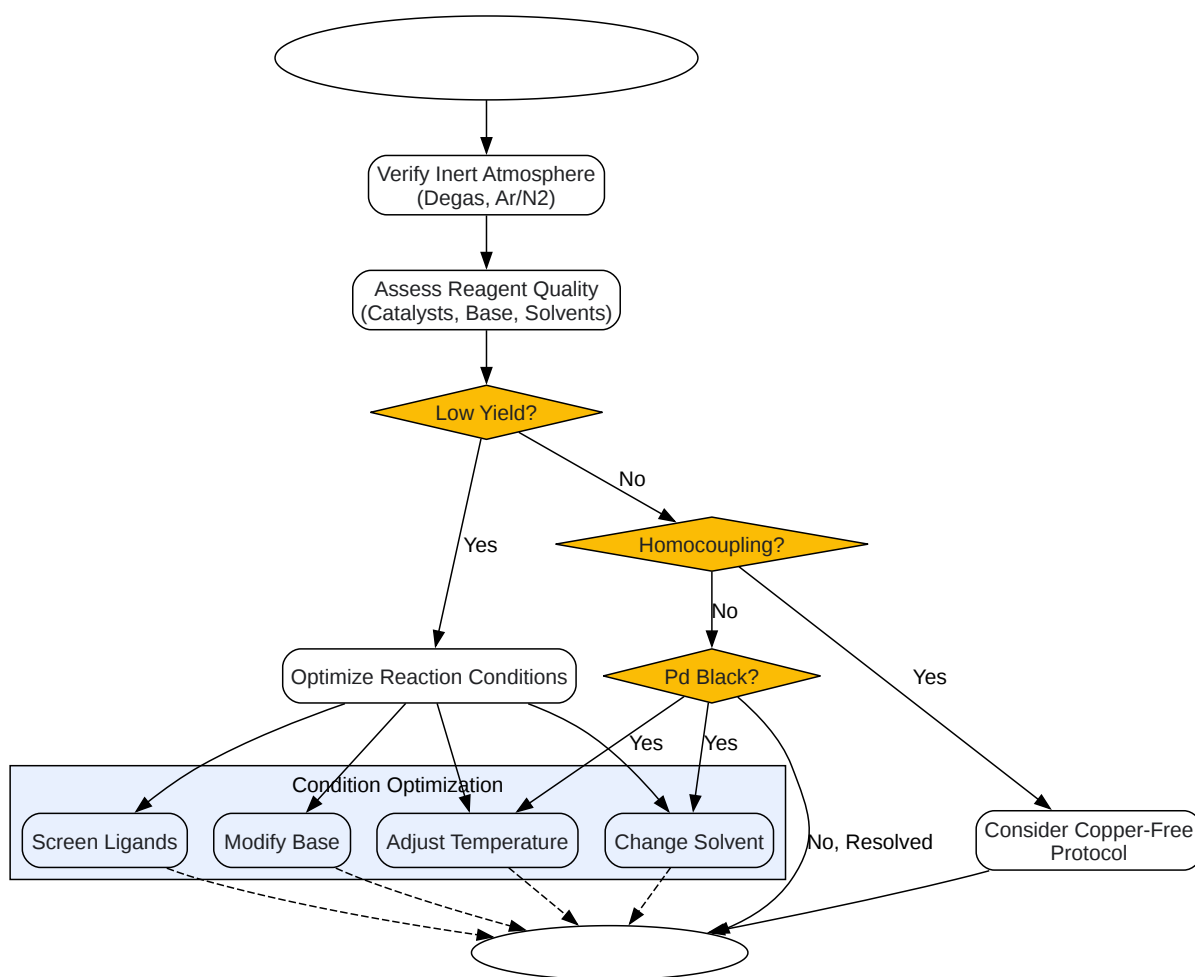 Verify Inert Atmosphere
(Degas, Ar/N2)
Assess Reagent Quality
(Catalysts, Base, Solvents)
Low Yield?
No
Yes
Homocoupling?
No
Optimize Reaction Conditions
Pd Black?
Yes
Yes
Yes
Condition Optimization
Screen Ligands
Modify Base
Adjust Temperature
Change Solvent
No, Resolved
Consider Copper-Free
Protocol